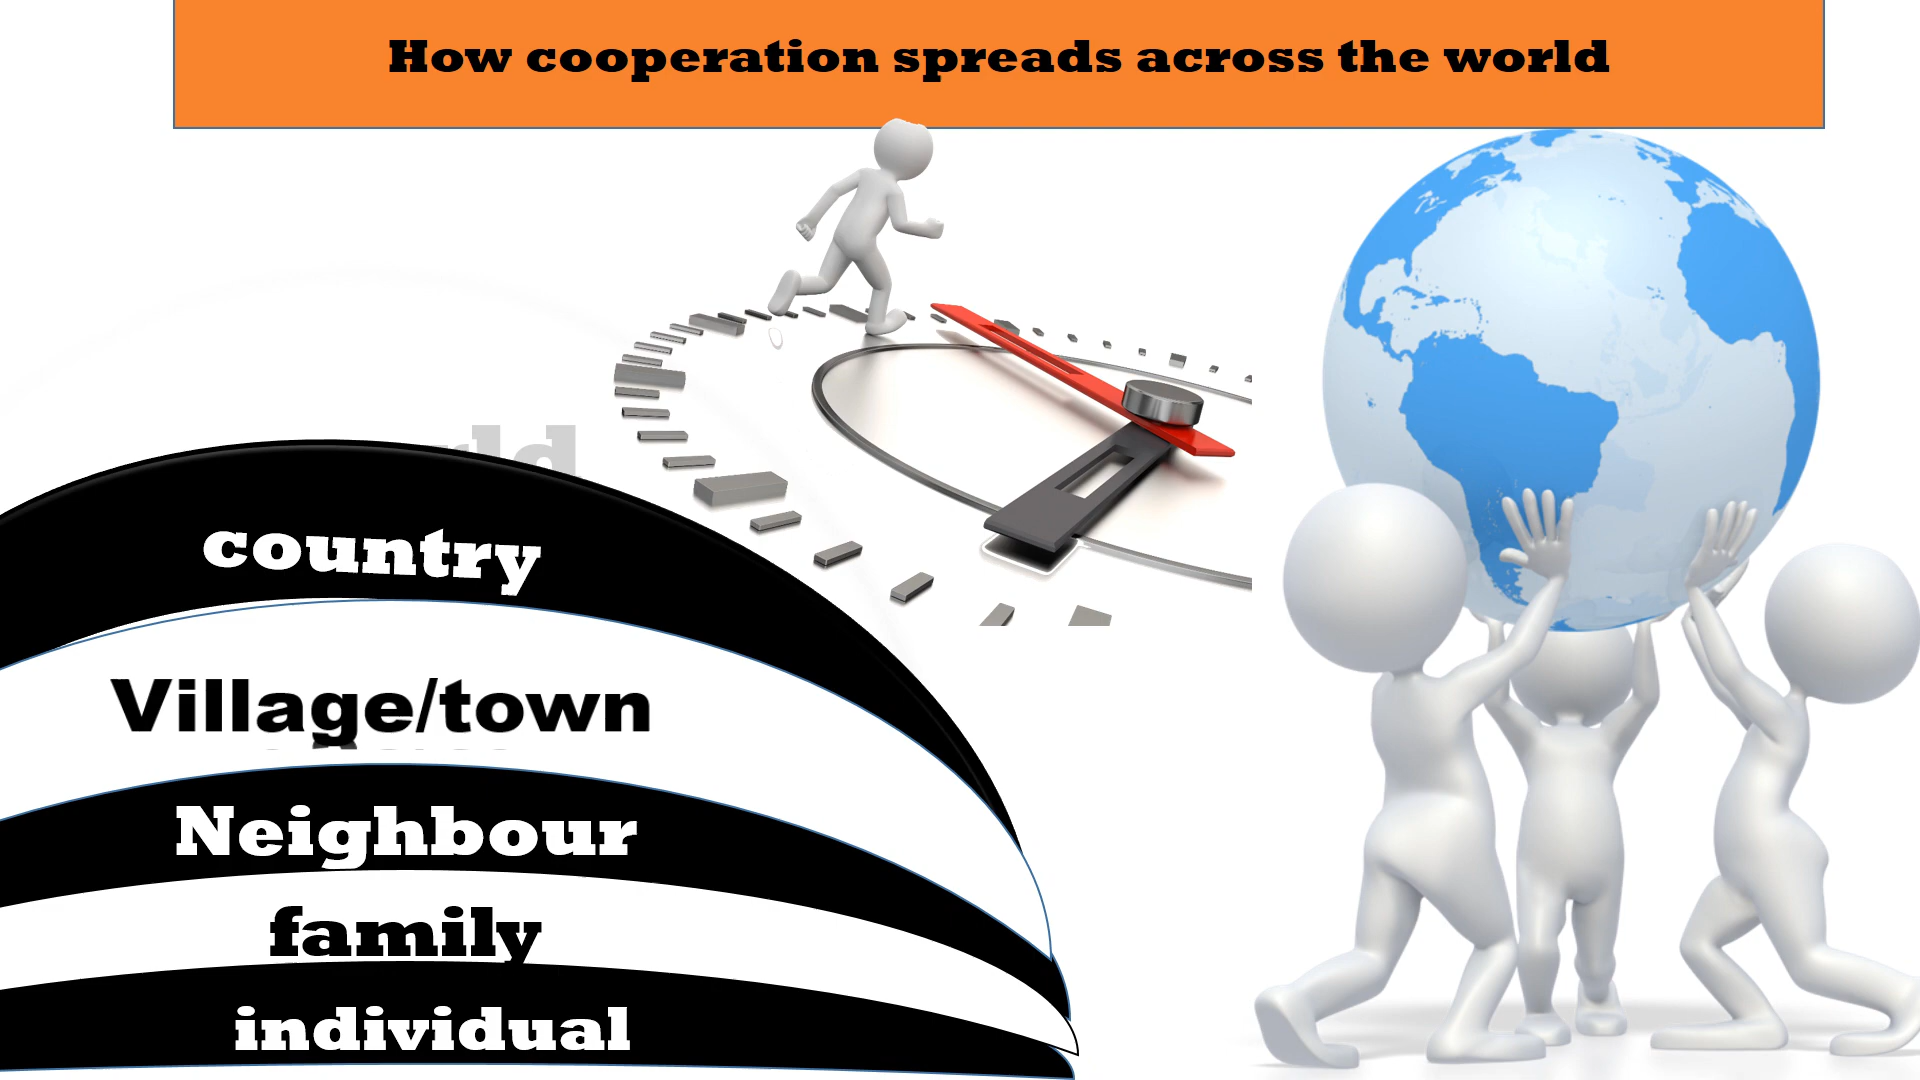 How cooperation spreads across the world
country
Village/town
Neighbour
family
individual